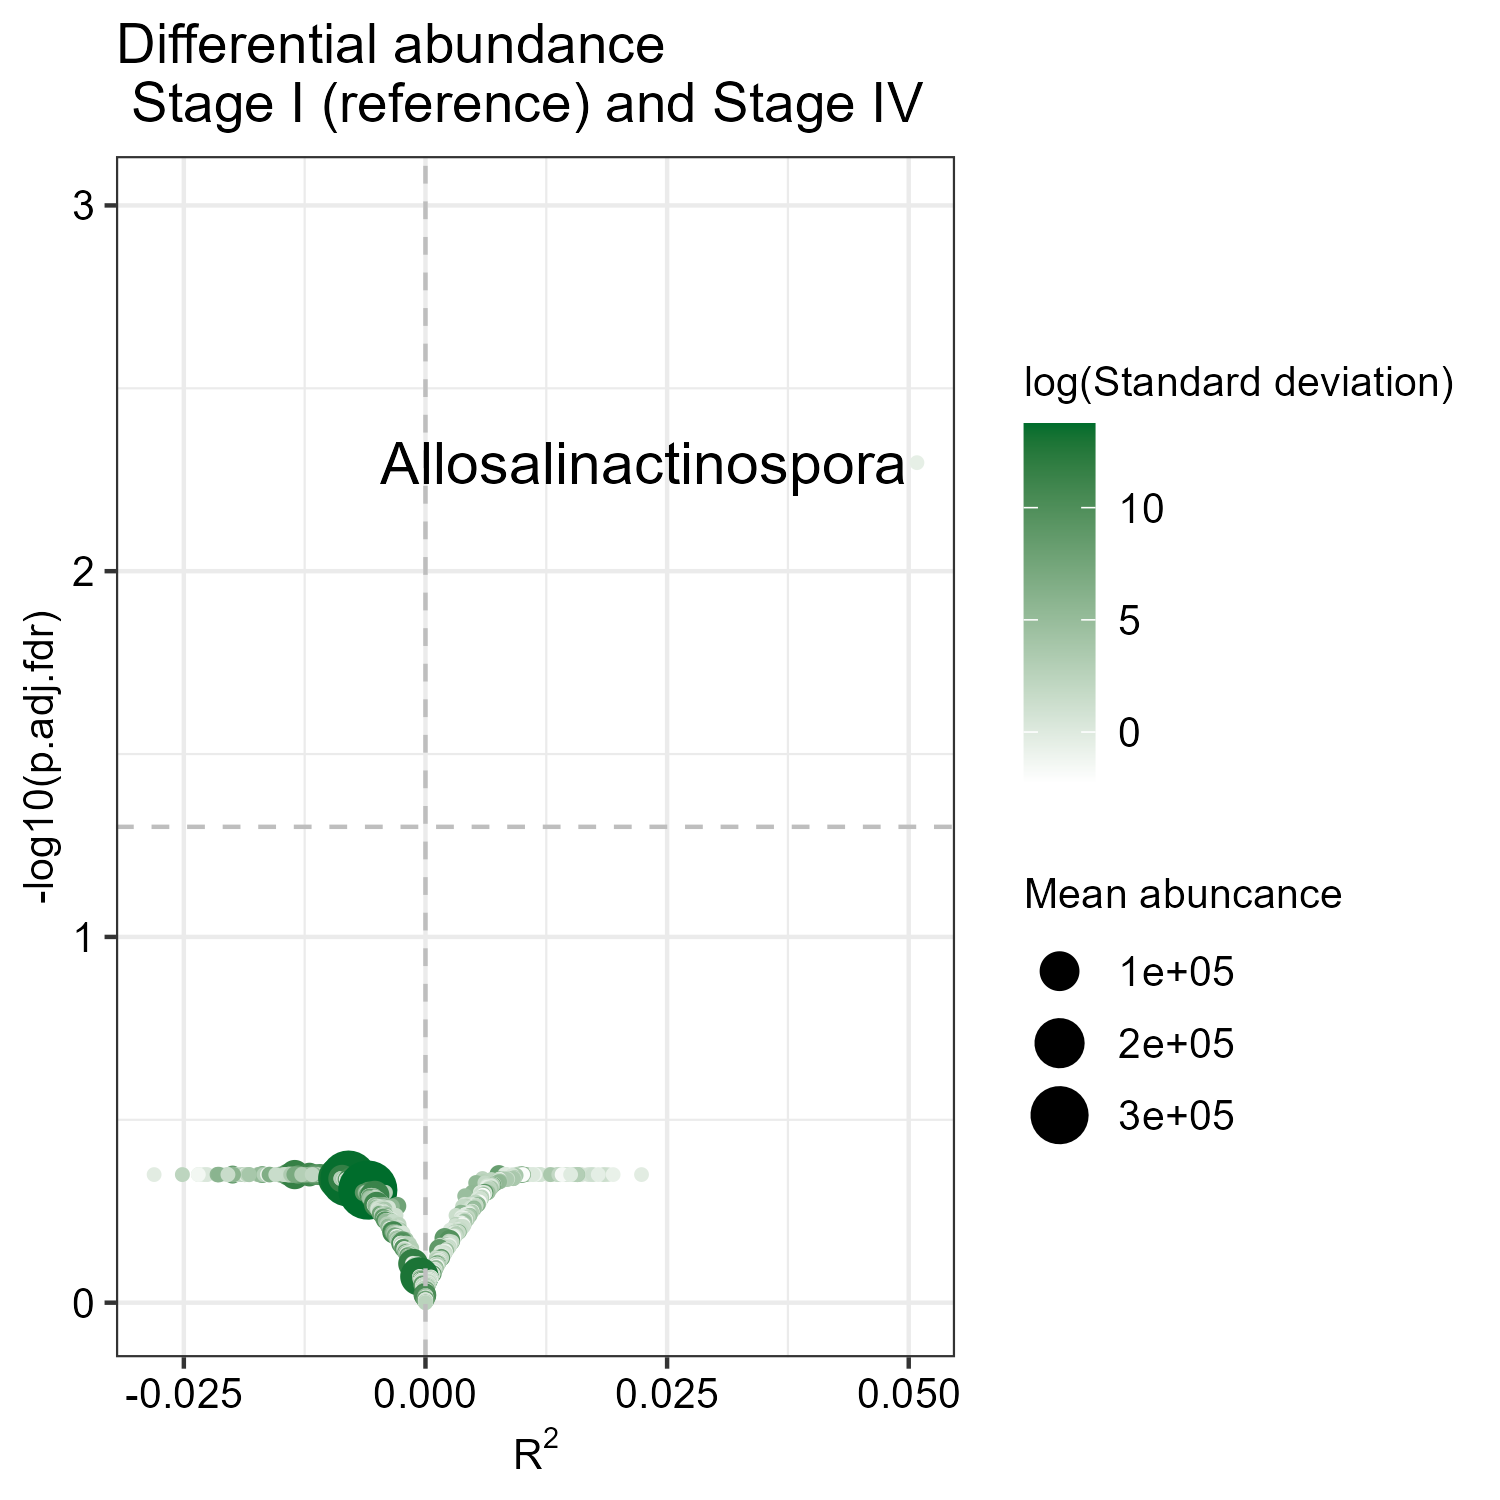 Differential abundance
Stage I (reference) and Stage IV
3
2
1
0
-log10(p.adj.fdr)
Allosalinactinospora
-0.025 0.000 0.025 0.050
R²
log(Standard deviation)
10
5
0
Mean abuncance
1e+05
2e+05
3e+05